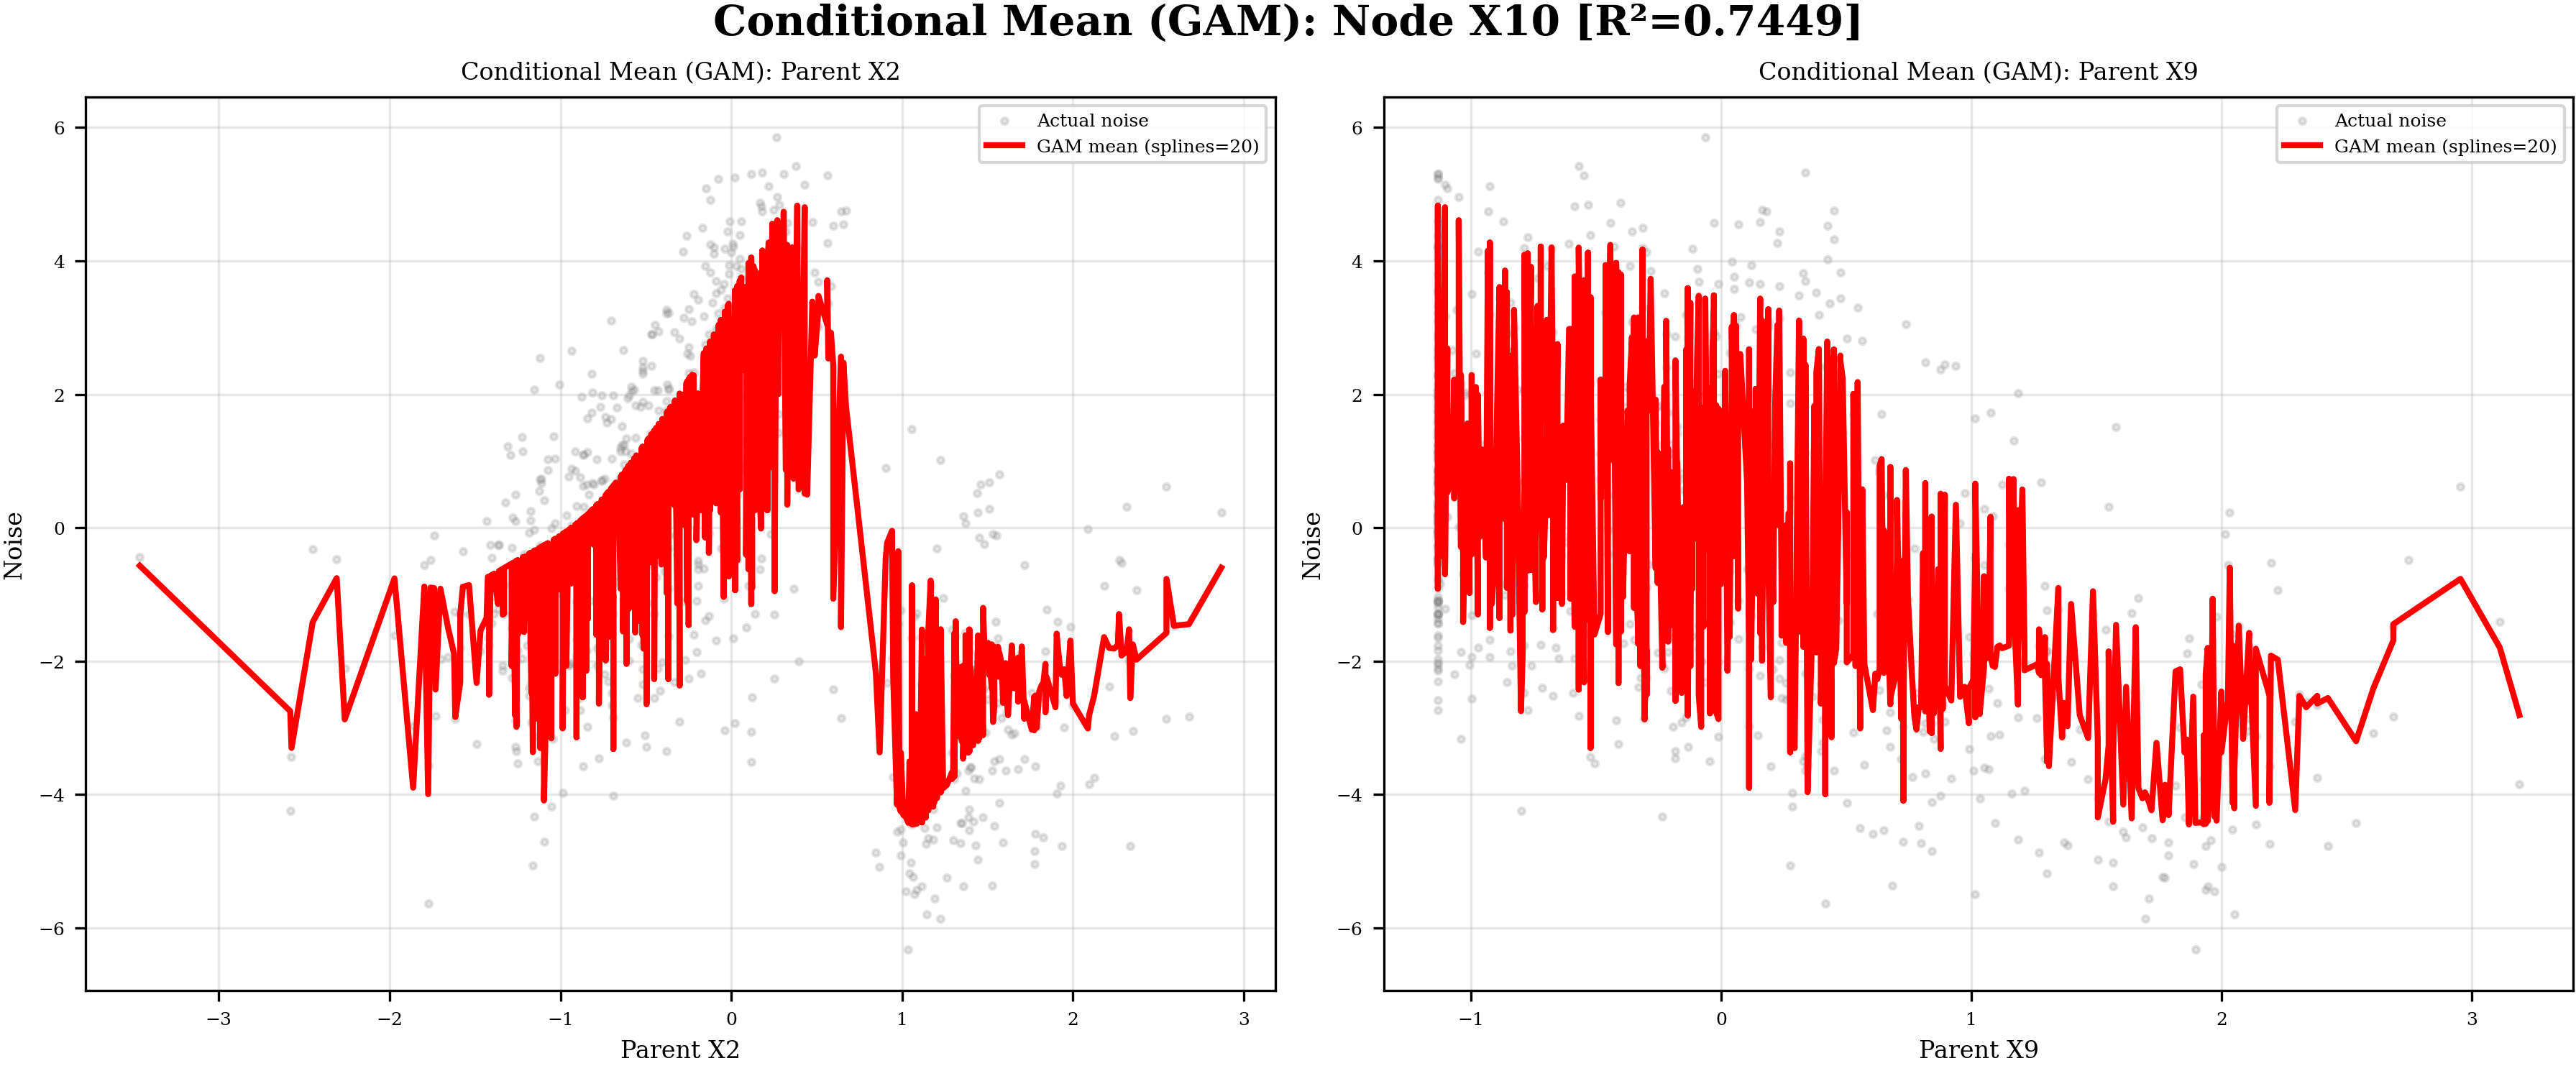 Conditional Mean (GAM): Node X10 [R²=0.7449]
Conditional Mean (GAM): Parent X2
Noise
6
4
2
0
−2
−4
−6
Actual noise
GAM mean (splines=20)
−3
−2
−1
0
1
2
3
Parent X2
Conditional Mean (GAM): Parent X9
Noise
6
4
2
0
−2
−4
−6
Actual noise
GAM mean (splines=20)
−1
0
1
2
3
Parent X9